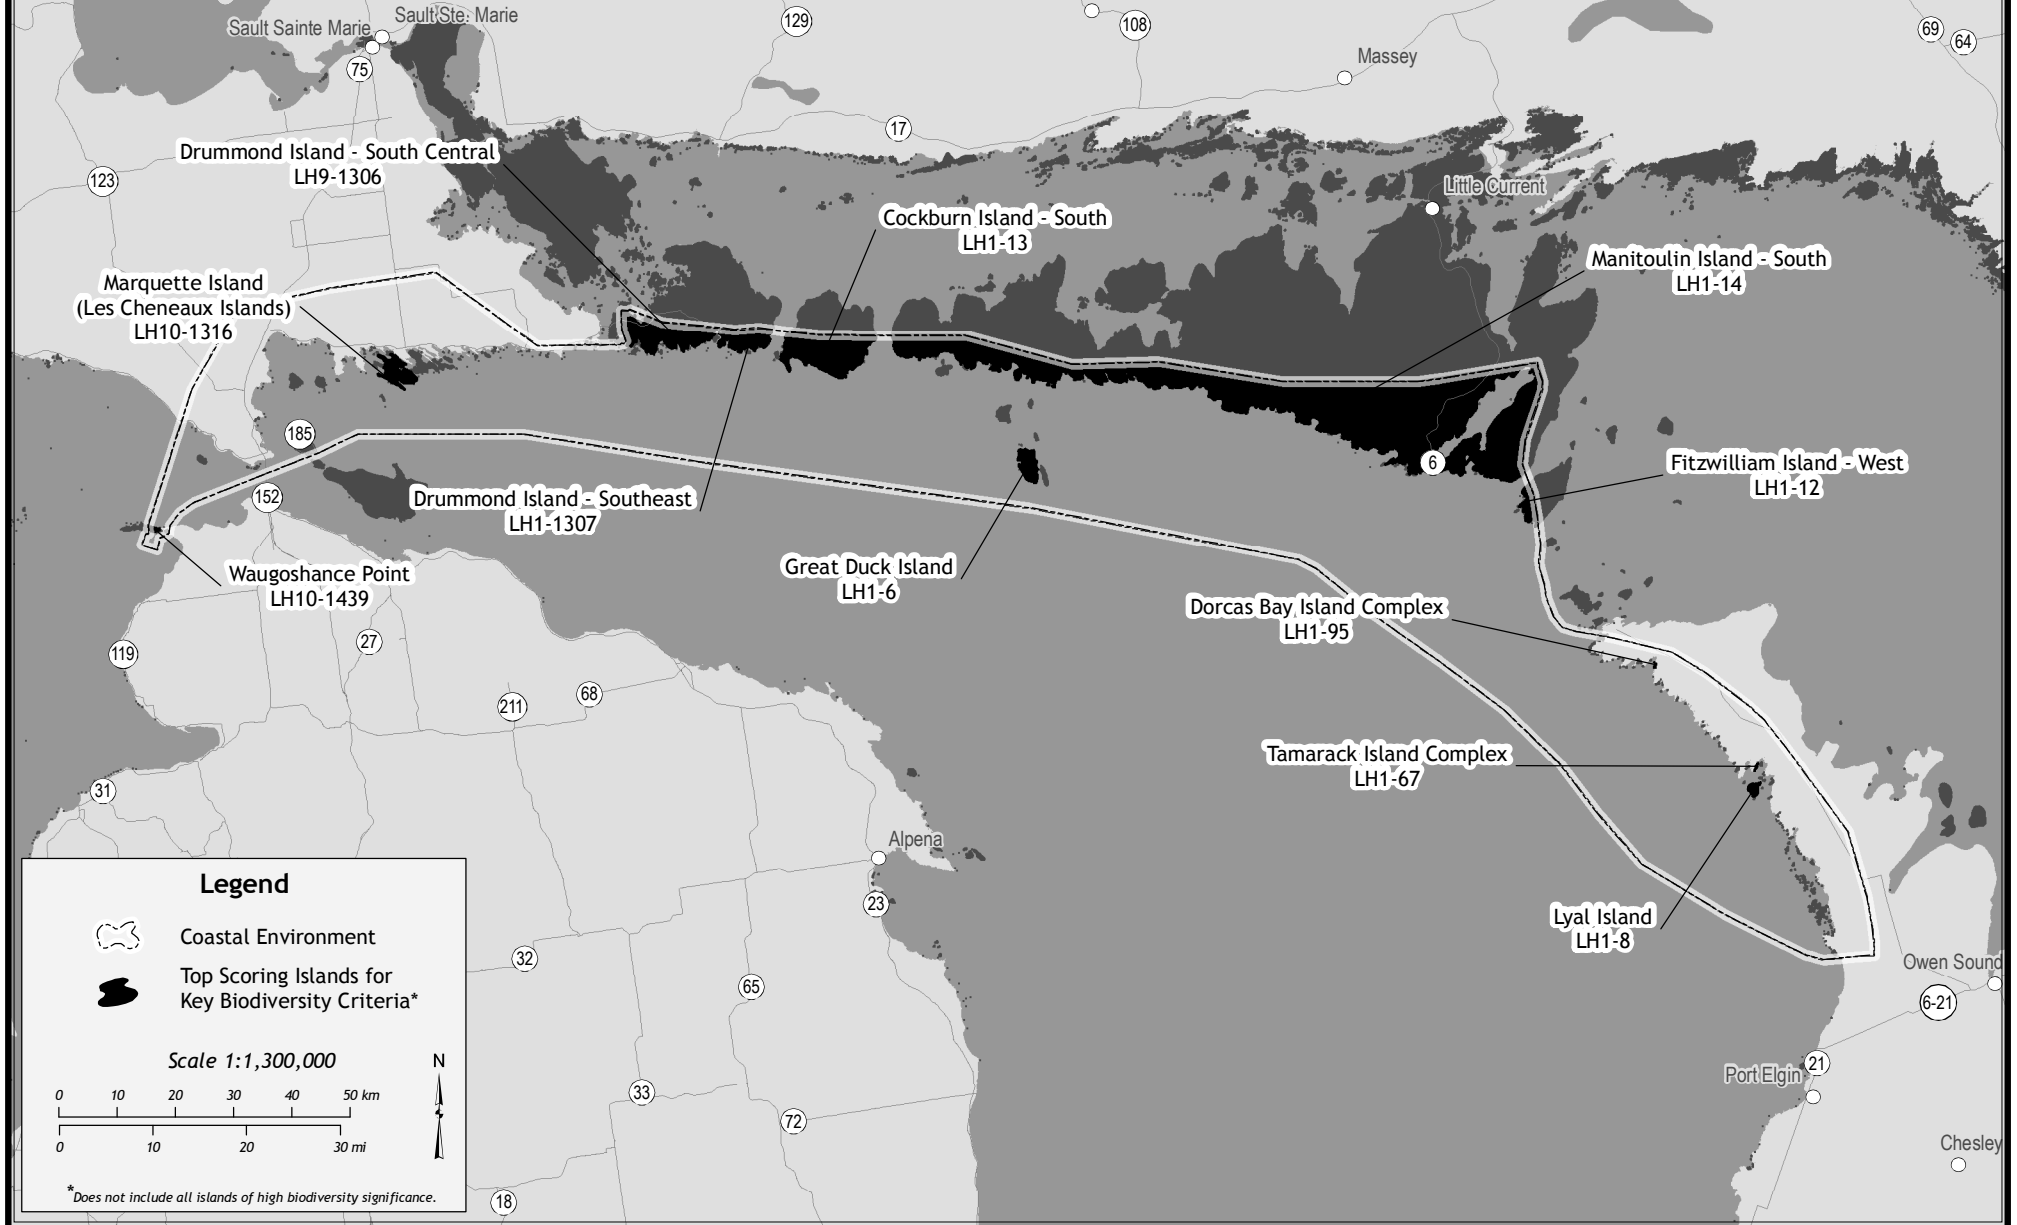 Sault Sainte Marie
Sault Ste. Marie
129
108
69
64
75
Massey
17
Drummond Island - South Central
LH9-1306
123
Little Current
Cockburn Island - South
LH1-13
Manitoulin Island - South
LH1-14
Marquette Island
(Les Cheneaux Islands)
LH10-1316
185
6
Fitzwilliam Island - West
LH1-12
152
Drummond Island - Southeast
LH1-1307
Great Duck Island
LH1-6
Waugoshance Point
LH10-1439
Dorcas Bay Island Complex
LH1-95
27
119
68
211
Tamarack Island Complex
LH1-67
31
Alpena
23
Lyal Island
LH1-8
32
Owen Sound
65
6-21
21
Port Elgin
33
72
Chesley
18
Legend
Coastal Environment
Top Scoring Islands for
Key Biodiversity Criteria*
Scale 1:1,300,000
N
0 10 20 30 40 50 km
0 10 20 30 mi
*Does not include all islands of high biodiversity significance.